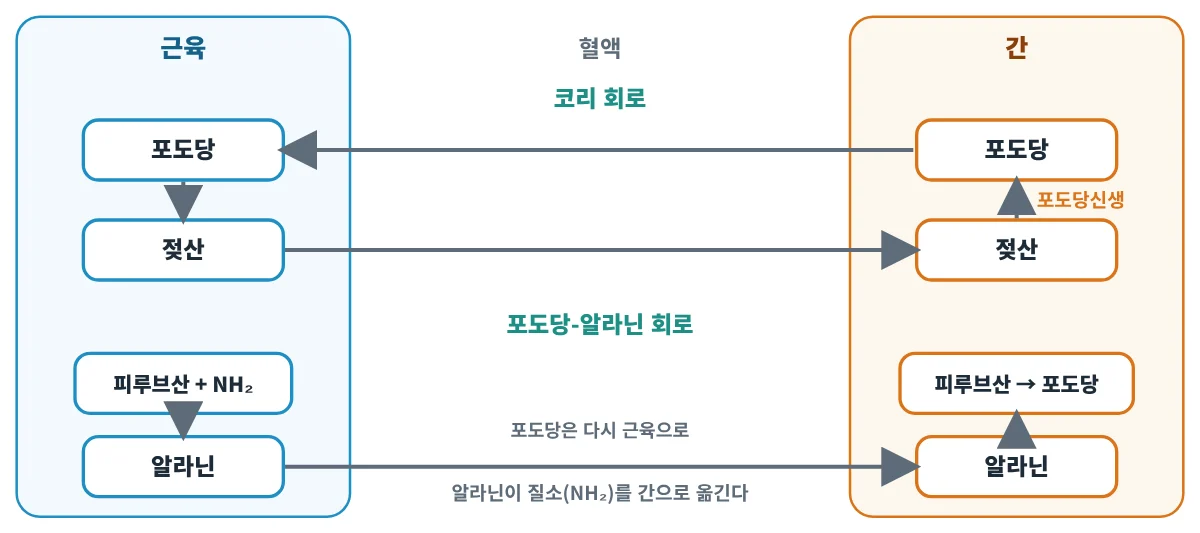 근육
혈액
간
코리 회로
포도당
포도당
포도당신생
젖산
젖산
포도당-알라닌 회로
피루브산 + NH₂
피루브산 → 포도당
포도당은 다시 근육으로
알라닌
알라닌
알라닌이 질소(NH₂)를 간으로 옮긴다